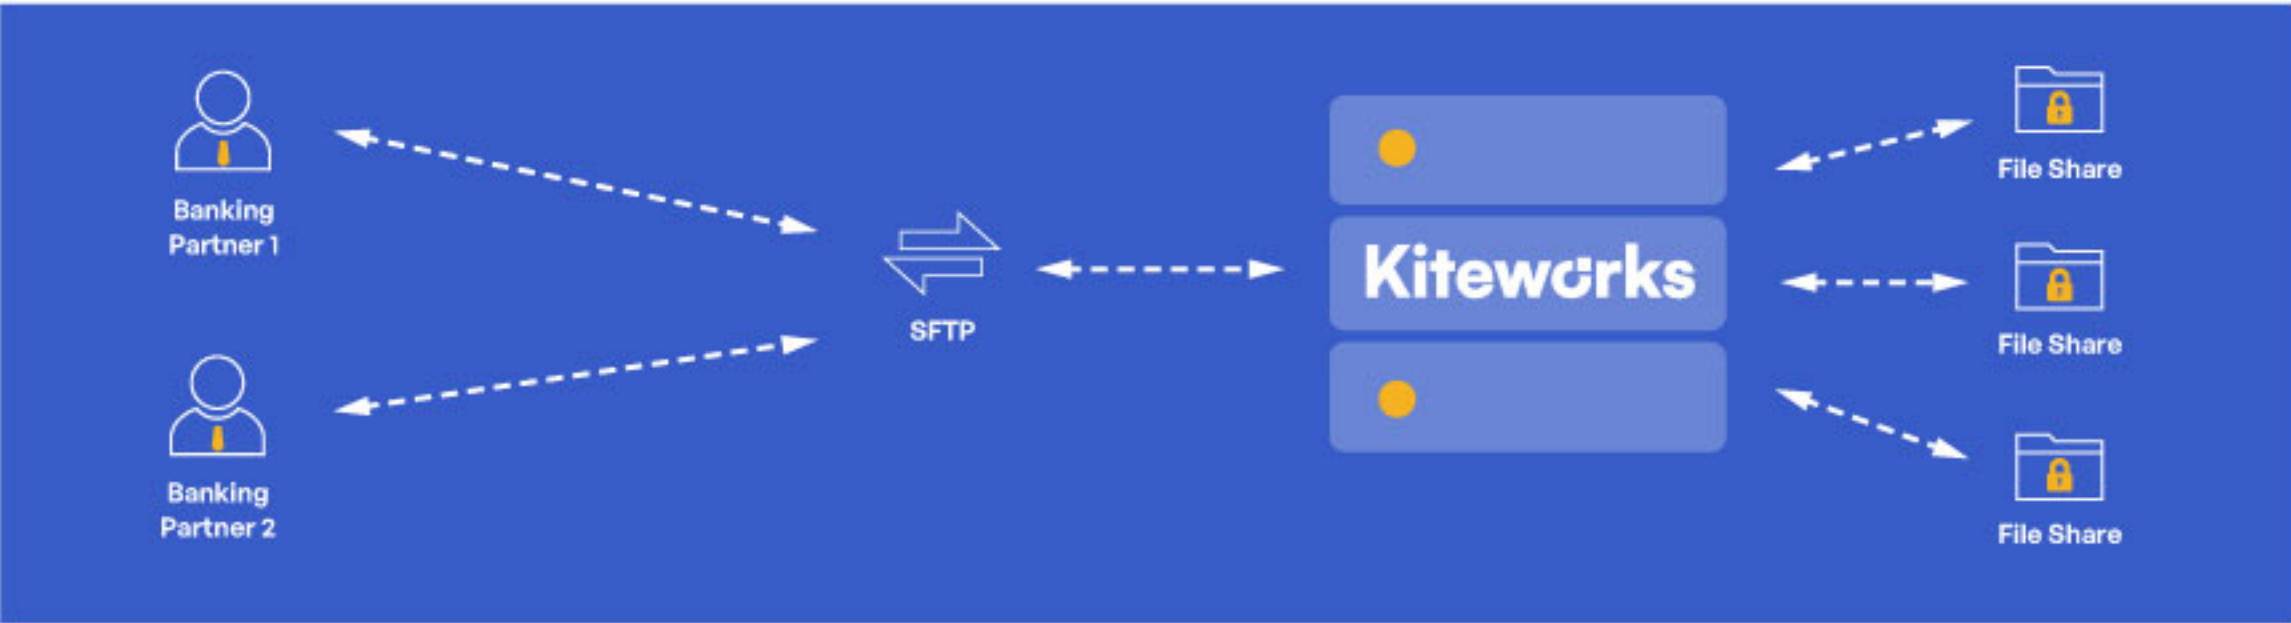 Banking
Partner 1
Banking
Partner 2
SFTP
Kiteworks
File Share
File Share
File Share